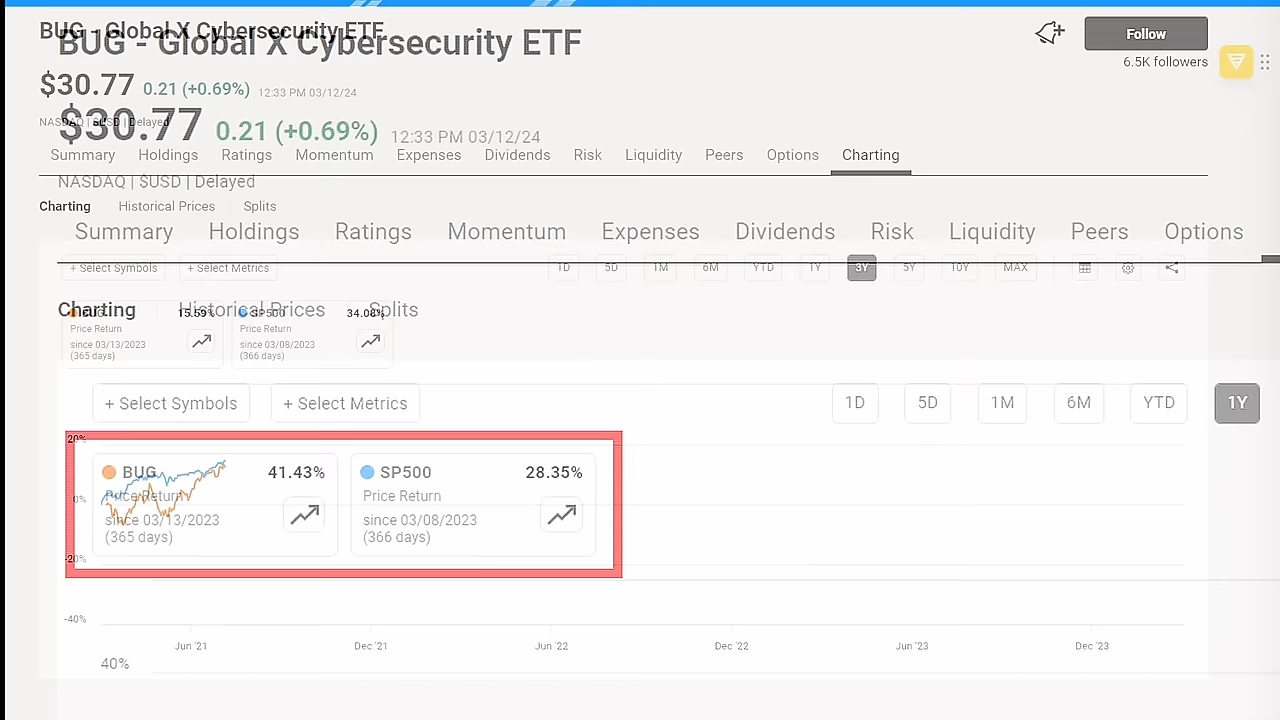 BUG - Global X Cybersecurity ETF
BUG - Global X Cybersecurity ETF
Follow
6.5K followers
$30.77 0.21 (+0.69%) 12:33 PM 03/12/24
NASDAQ | $USD | Delayed
$30.77 0.21 (+0.69%) 12:33 PM 03/12/24
Summary Holdings Ratings Momentum Expenses Dividends Risk Liquidity Peers Options Charting
NASDAQ | $USD | Delayed
Charting Historical Prices Splits
Summary Holdings Ratings Momentum Expenses Dividends Risk Liquidity Peers Options
+ Select Symbols + Select Metrics 1D 5D 1M 6M YTD 1Y 3Y 5Y 10Y MAX
Charting Historical Prices Splits
BUG 15.59% SP500 34.08%
Price Return Price Return
since 03/13/2023 since 03/08/2023
(365 days) (366 days)
+ Select Symbols + Select Metrics 1D 5D 1M 6M YTD 1Y
20%
BUG 41.43% SP500 28.35%
Price Return Price Return
0%
since 03/13/2023 since 03/08/2023
(365 days) (366 days)
-20%
-40%
Jun '21 Dec '21 Jun '22 Dec '22 Jun '23 Dec '23
40%